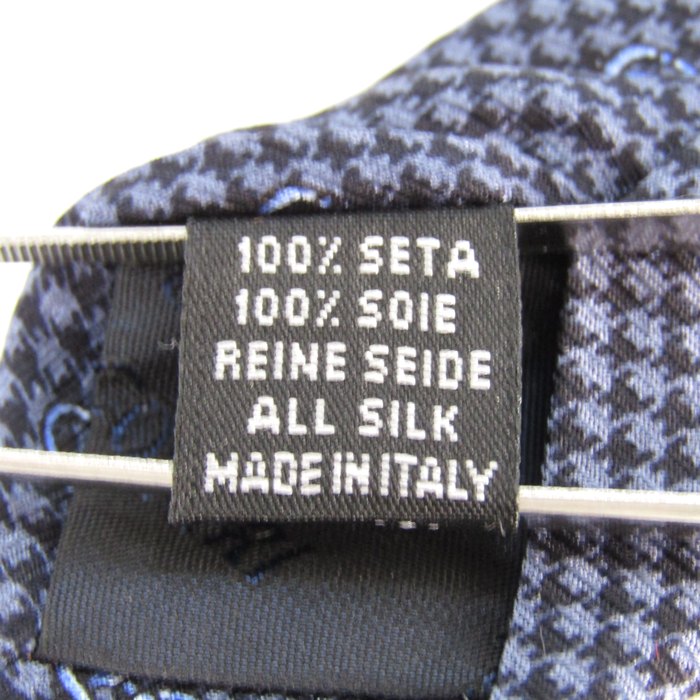 100% SETA
100% SOIE
REINE SEIDE
ALL SILK
MADE IN ITALY